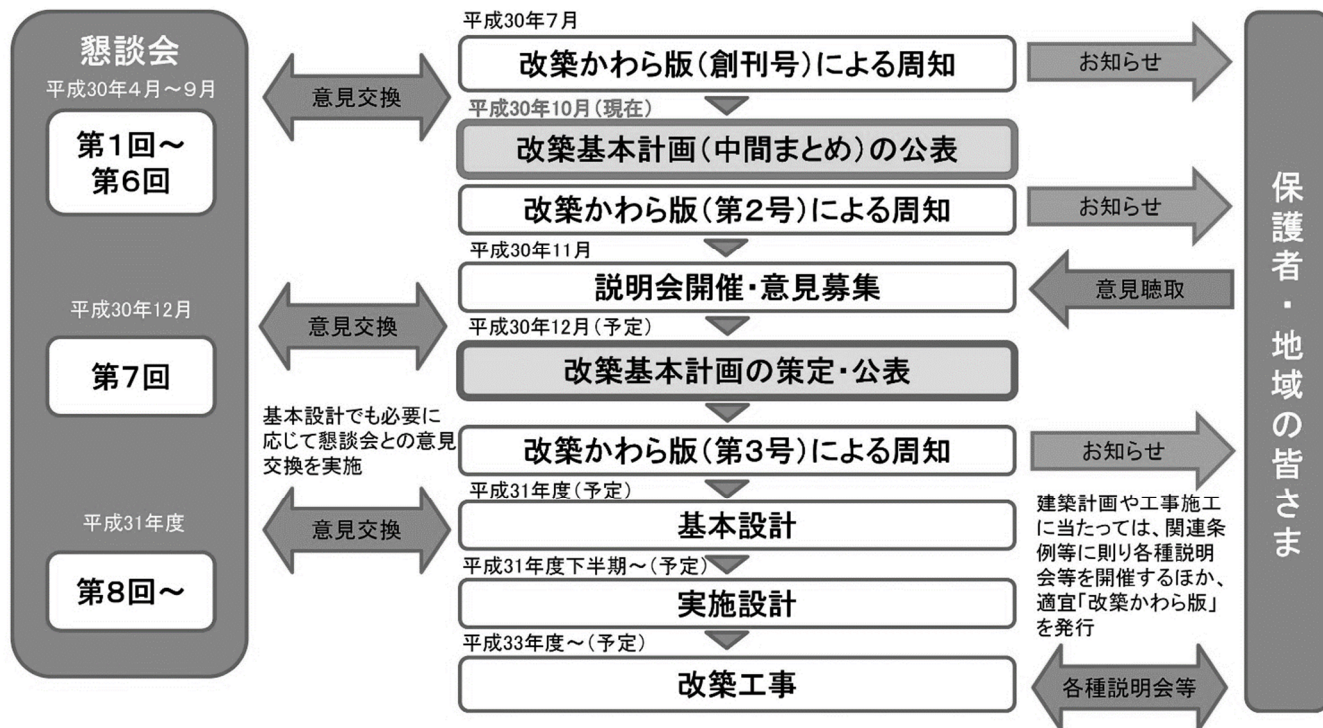 懇談会
平成30年4月～9月
第1回～
第6回
平成30年12月
第7回
平成31年度
第8回～
意見交換
意見交換
基本設計でも必要に
応じて懇談会との意見
交換を実施
意見交換
平成30年7月
改築かわら版(創刊号)による周知
平成30年10月(現在)
改築基本計画(中間まとめ)の公表
改築かわら版(第2号)による周知
平成30年11月
説明会開催・意見募集
平成30年12月(予定)
改築基本計画の策定・公表
改築かわら版(第3号)による周知
平成31年度(予定)
基本設計
平成31年度下半期～(予定)
実施設計
平成33年度～(予定)
改築工事
お知らせ
お知らせ
意見聴取
お知らせ
建築計画や工事施工
に当たっては、関連条
例等に則り各種説明
会等を開催するほか、
適宜「改築かわら版」
を発行
各種説明会等
保護者・地域の皆さま